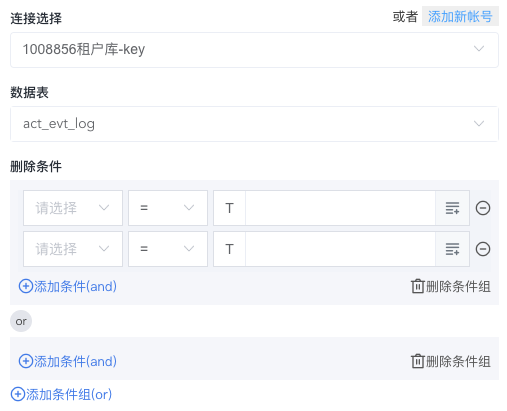 连接选择 或者 添加新帐号
1008856租户库-key
数据表
act_evt_log
删除条件
请选择 = T
请选择 = T
添加条件(and) 删除条件组
or
添加条件(and) 删除条件组
添加条件组(or)